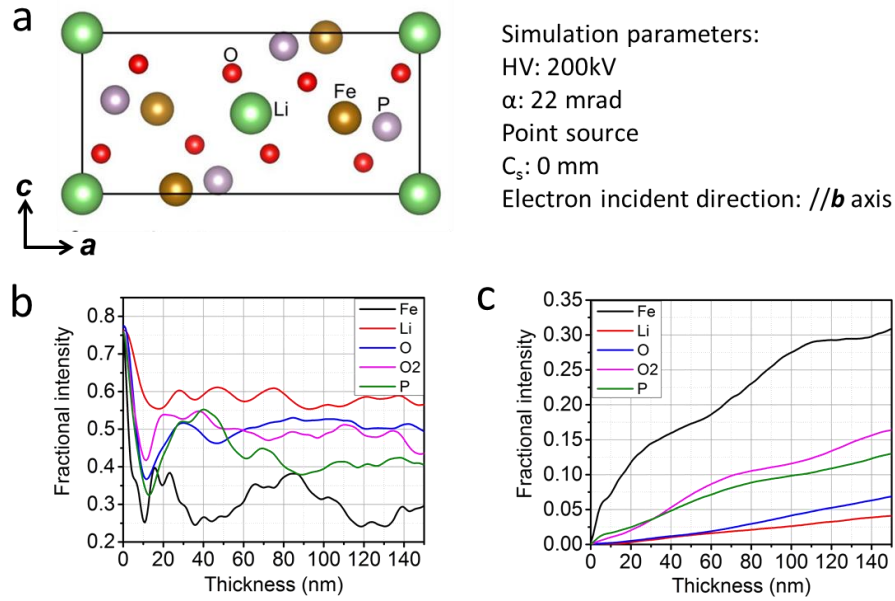 a
O
Li
Fe
P
c
a
Simulation parameters:
HV: 200kV
α: 22 mrad
Point source
Cs: 0 mm
Electron incident direction: //b axis
b
Fractional intensity
0.8
0.7
0.6
0.5
0.4
0.3
0.2
0 20 40 60 80 100 120 140
Thickness (nm)
Fe
Li
O
O2
P
c
Fractional intensity
0.35
0.30
0.25
0.20
0.15
0.10
0.05
0.00
0 20 40 60 80 100 120 140
Thickness (nm)
Fe
Li
O
O2
P